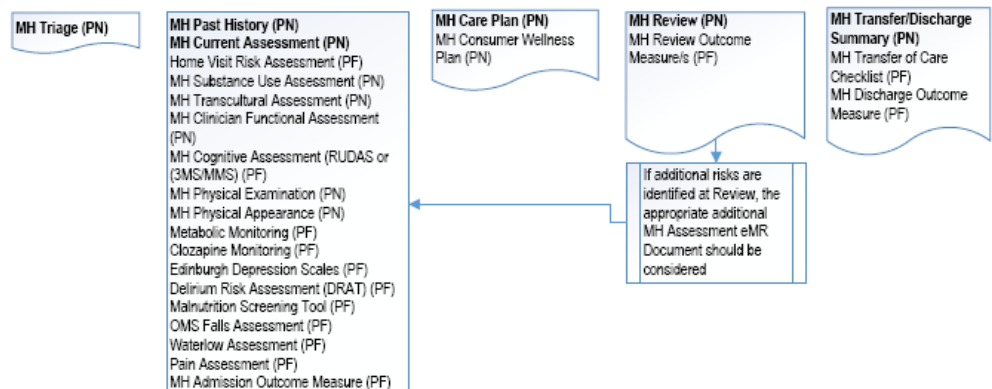 MH Triage (PN)
MH Past History (PN)
MH Current Assessment (PN)
Home Visit Risk Assessment (PF)
MH Substance Use Assessment (PN)
MH Transcultural Assessment (PN)
MH Clinician Functional Assessment
(PN)
MH Cognitive Assessment (RUDAS or
(3MS/MMS) (PF)
MH Physical Examination (PN)
MH Physical Appearance (PN)
Metabolic Monitoring (PF)
Clozapine Monitoring (PF)
Edinburgh Depression Scales (PF)
Delirium Risk Assessment (DRAT) (PF)
Malnutrition Screening Tool (PF)
OMS Falls Assessment (PF)
Waterlow Assessment (PF)
Pain Assessment (PF)
MH Admission Outcome Measure (PF)
MH Care Plan (PN)
MH Consumer Wellness
Plan (PN)
MH Review (PN)
MH Review Outcome
Measure/s (PF)
If additional risks are
identified at Review, the
appropriate additional
MH Assessment eMR
Document should be
considered
MH Transfer/Discharge
Summary (PN)
MH Transfer of Care
Checklist (PF)
MH Discharge Outcome
Measure (PF)